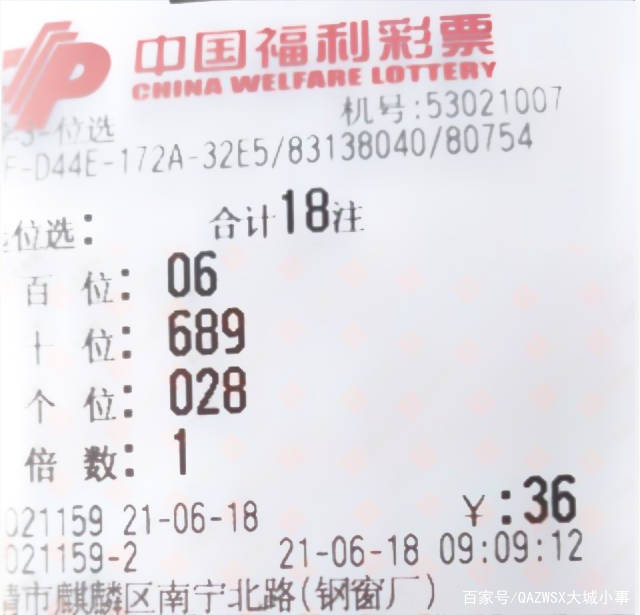 中国福利彩票
CHINA WELFARE LOTTERY
机号:53021007
-位选
-D44E-172A-32E5/83138040/80754
位选: 合计18注
百 位: 06
十 位: 689
个 位: 028
倍 数: 1
021159 21-06-18 ¥:36
021159-2 21-06-18 09:09:12
市麒麟区南宁北路(钢窗厂)
百家号/QAZWSX大城小事